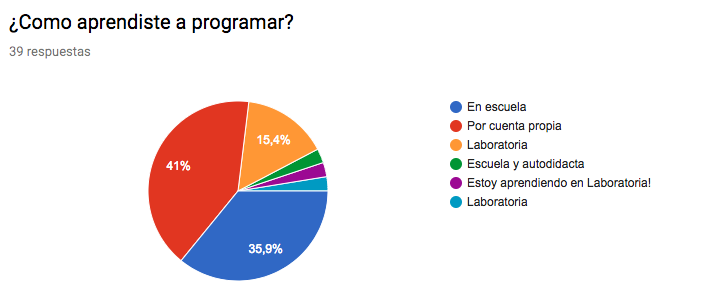 ¿Como aprendiste a programar?
39 respuestas
En escuela
Por cuenta propia
Laboratoria
Escuela y autodidacta
Estoy aprendiendo en Laboratoria!
Laboratoria
15,4%
41%
35,9%